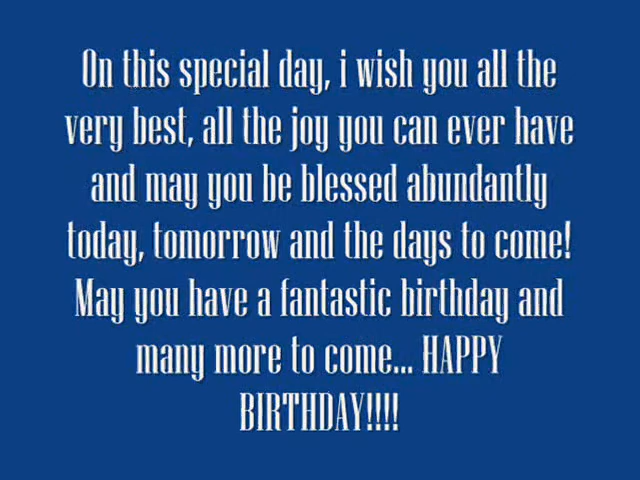 On this special day, i wish you all the
very best, all the joy you can ever have
and may you be blessed abundantly
today, tomorrow and the days to come!
May you have a fantastic birthday and
many more to come... HAPPY
BIRTHDAY!!!!